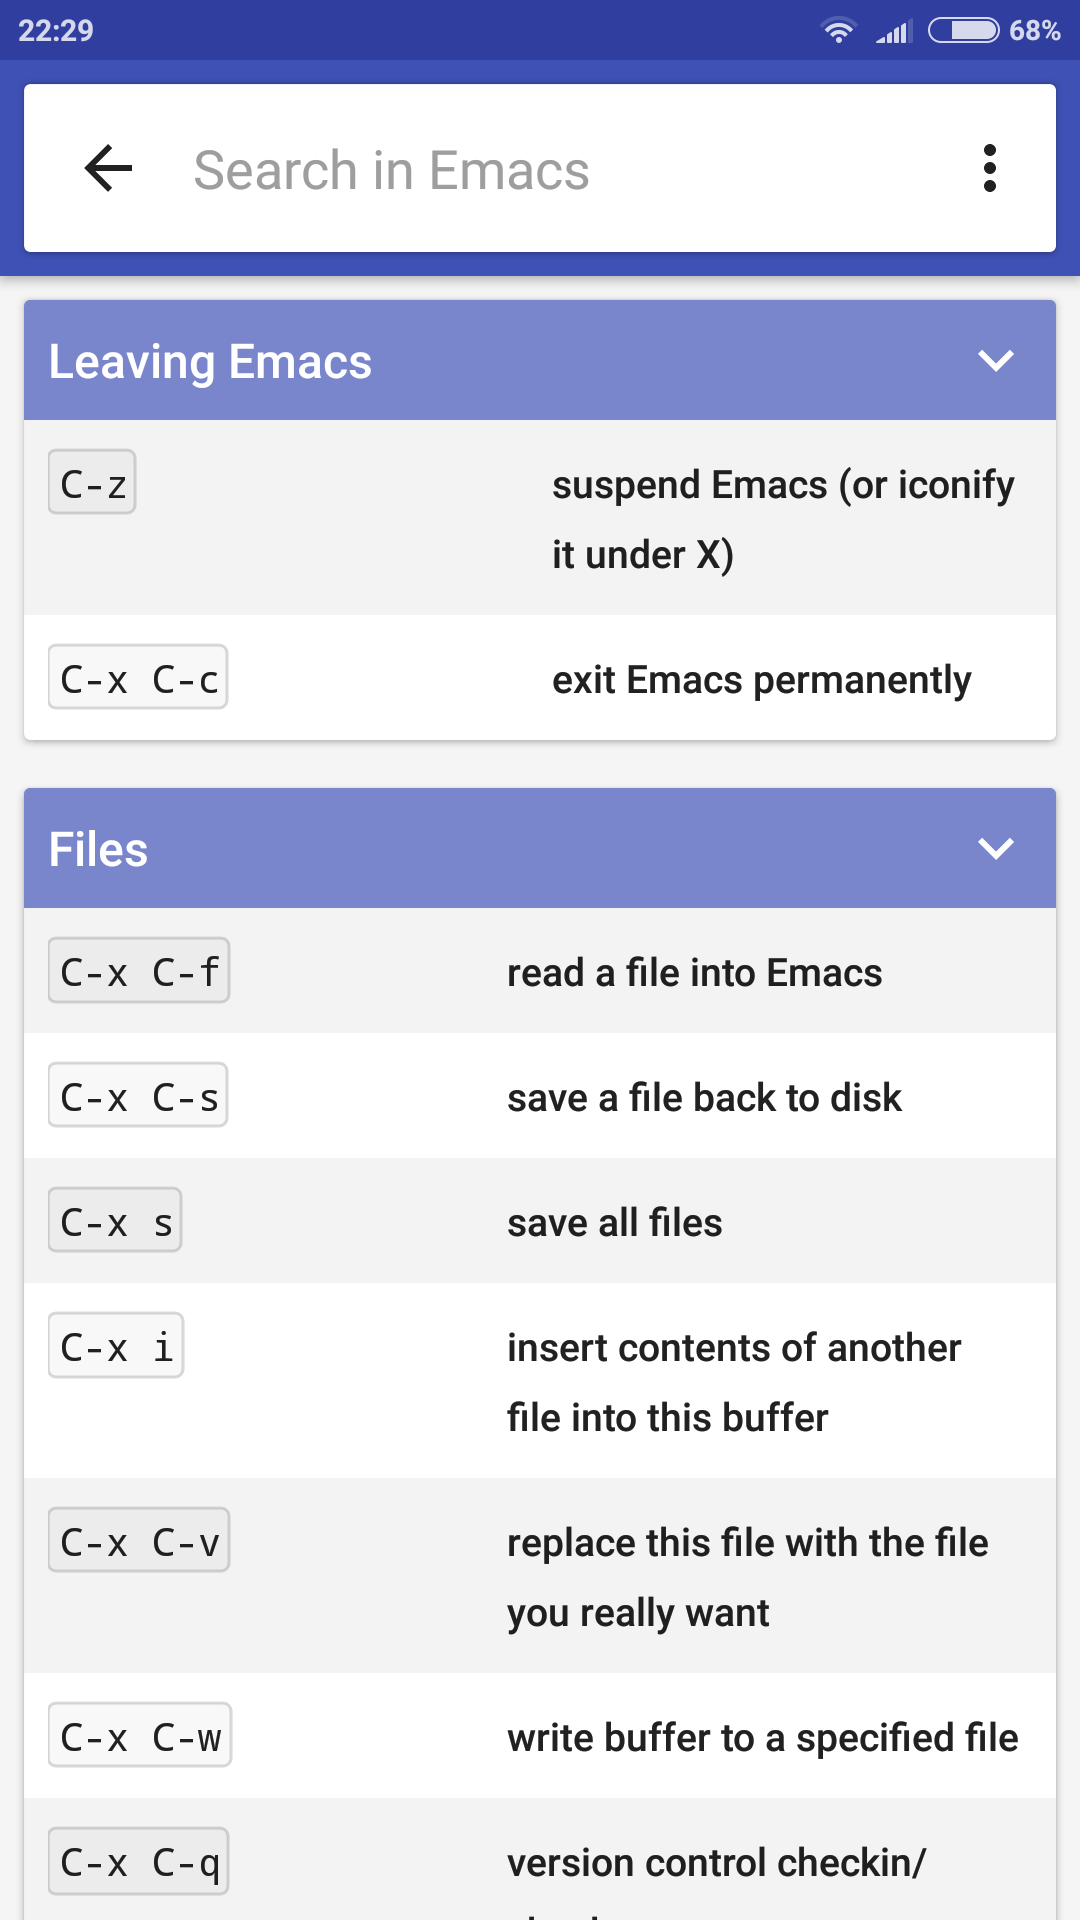 22:29
68%
Search in Emacs
Leaving Emacs
C-z
suspend Emacs (or iconify
it under X)
C-x C-c
exit Emacs permanently
Files
C-x C-f
read a file into Emacs
C-x C-s
save a file back to disk
C-x s
save all files
C-x i
insert contents of another
file into this buffer
C-x C-v
replace this file with the file
you really want
C-x C-w
write buffer to a specified file
C-x C-q
version control checkin/